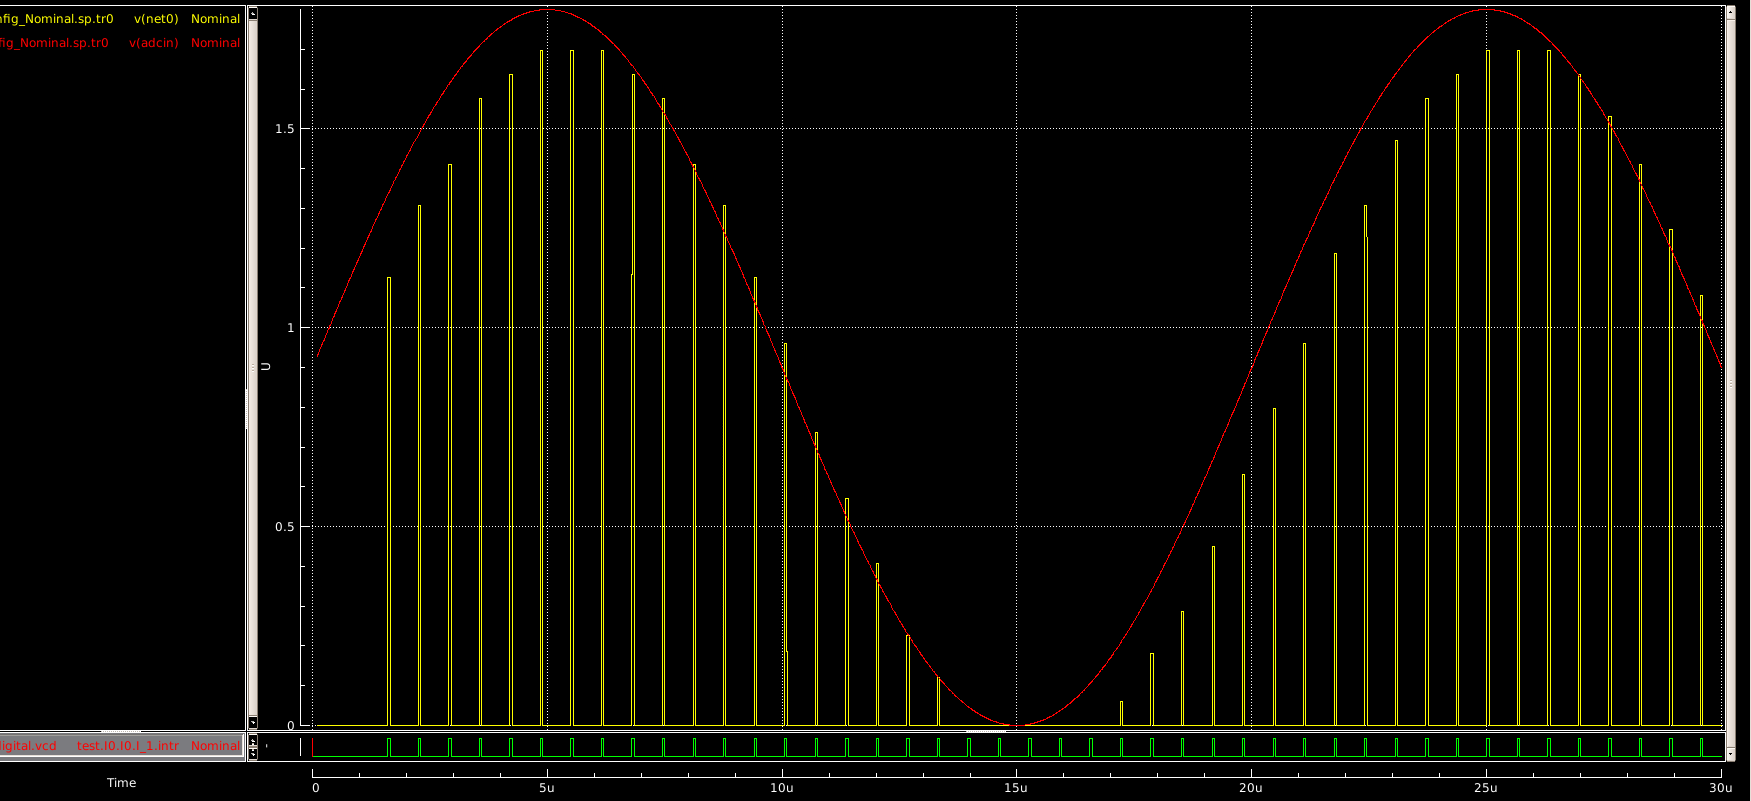 nfig_Nominal.sp.tr0 v(net0) Nominal
fig_Nominal.sp.tr0 v(adcin) Nominal
1.5
1
U
0.5
0
digital.vcd test.I0.I0.I_1.intr Nominal
Time
0 5u 10u 15u 20u 25u 30u